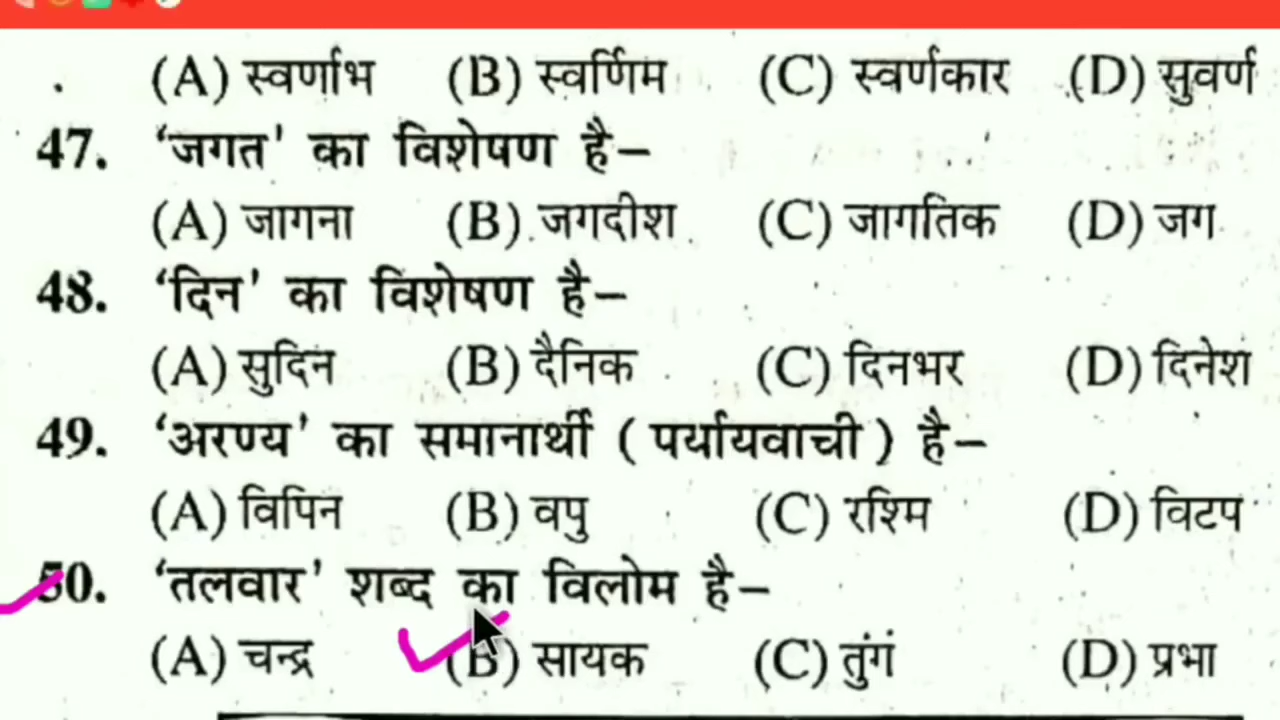 (A) स्वर्णाभ (B) स्वर्णिम (C) स्वर्णकार (D) सुवर्ण
47. ‘जगत’ का विशेषण है–
(A) जागना (B) जगदीश (C) जागतिक (D) जग
48. ‘दिन’ का विशेषण है–
(A) सुदिन (B) दैनिक (C) दिनभर (D) दिनेश
49. ‘अरण्य’ का समानार्थी ( पर्यायवाची ) है–
(A) विपिन (B) वपु (C) रश्मि (D) विटप
50. ‘तलवार’ शब्द का विलोम है–
(A) चन्द्र (B) सायक (C) तुंगं (D) प्रभा